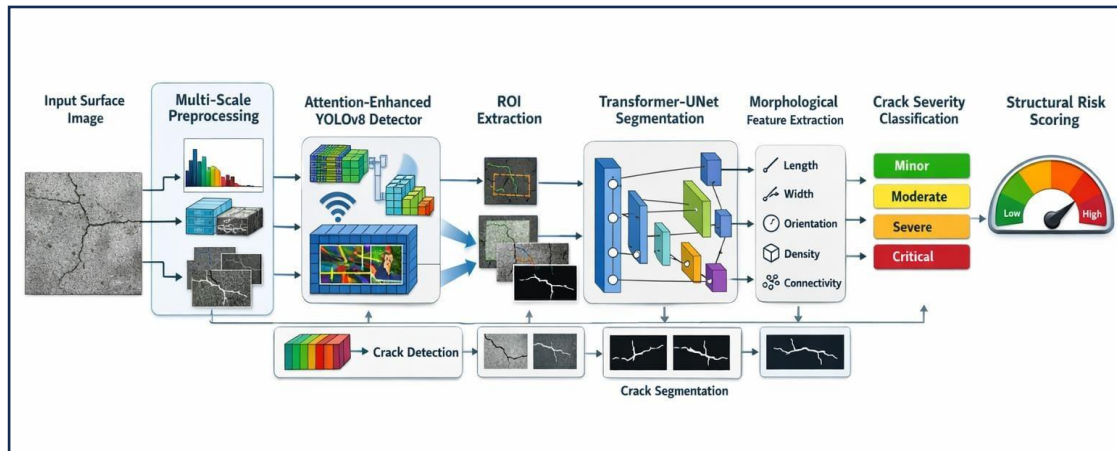 Input Surface
Image
Multi-Scale
Preprocessing
Attention-Enhanced
YOLOv8 Detector
ROI
Extraction
Transformer-UNet
Segmentation
Morphological
Feature Extraction
Crack Severity
Classification
Structural Risk
Scoring
Length
Width
Orientation
Density
Connectivity
Minor
Moderate
Severe
Critical
Low
High
Crack Detection
Crack Segmentation